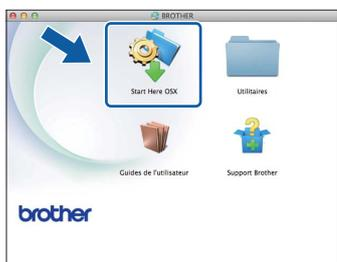 BROTHER
Start Here OSX
Utilitaires
Guides de l'utilisateur
Support Brother
brother